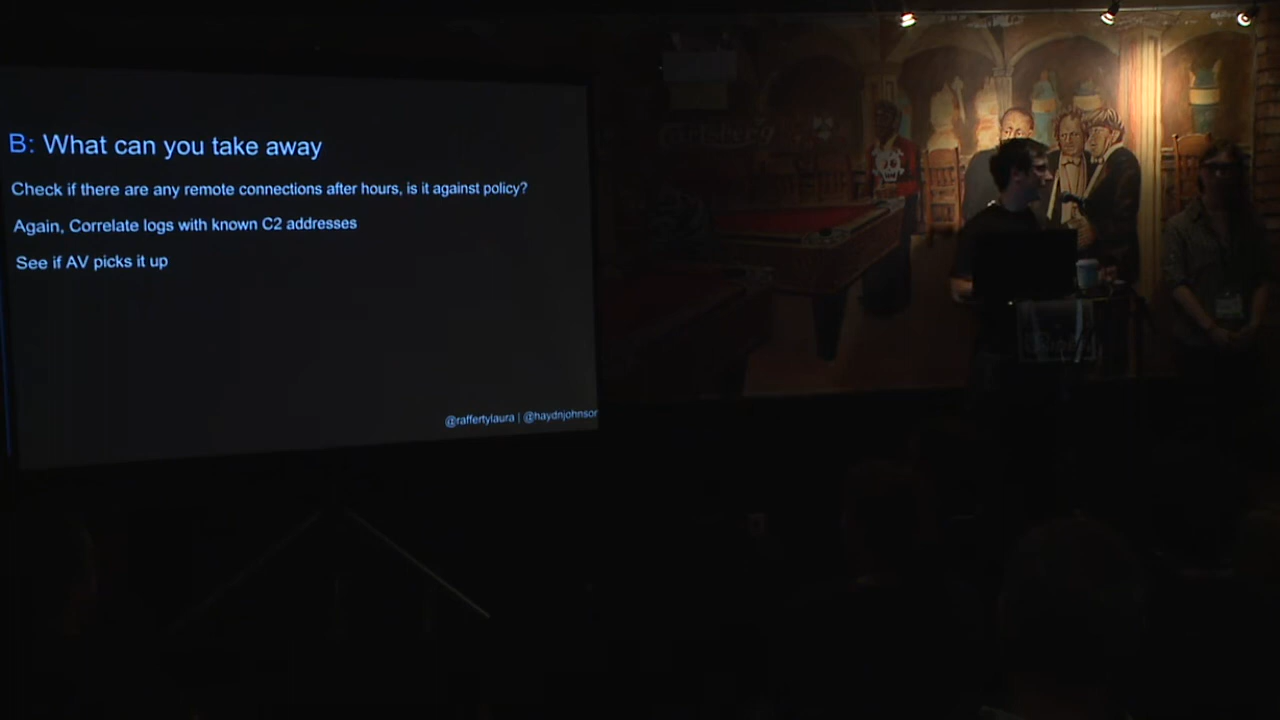 B: What can you take away
Check if there are any remote connections after hours, is it against policy?
Again, Correlate logs with known C2 addresses
See if AV picks it up
@raffertylaura | @haydnjohnson
Carlsberg